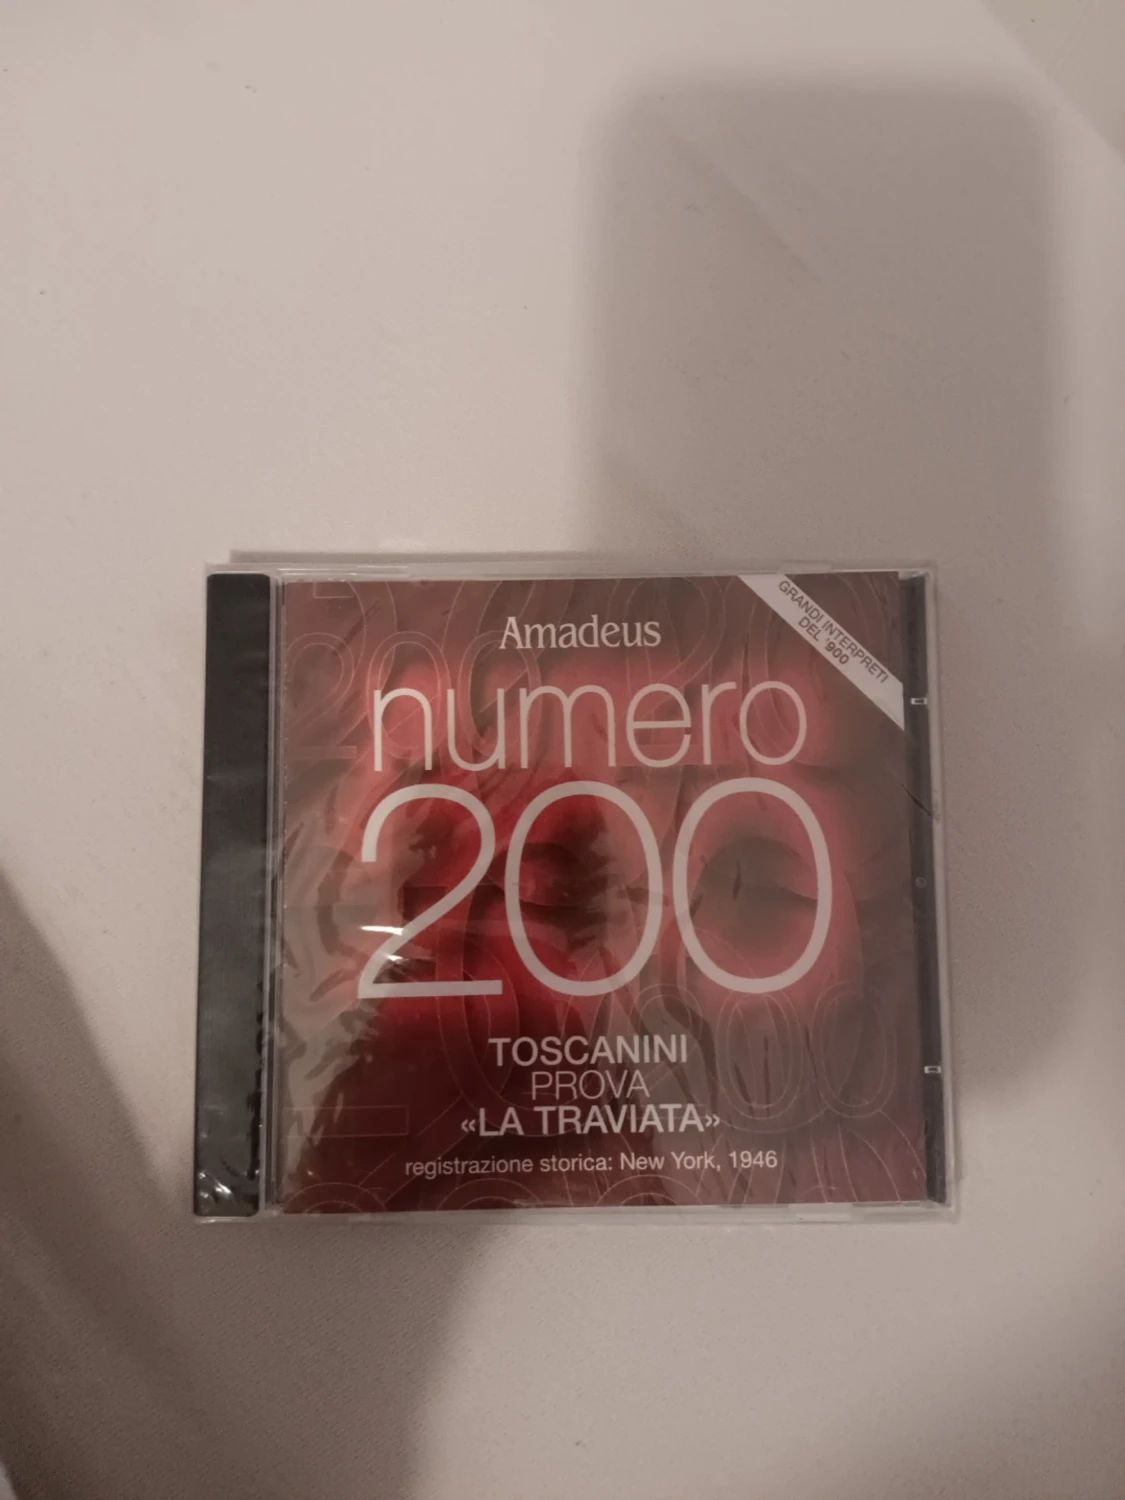 Amadeus
GRANDI INTERPRETI
DEL '900
numero
200
TOSCANINI
PROVA
«LA TRAVIATA»
registrazione storica: New York, 1946